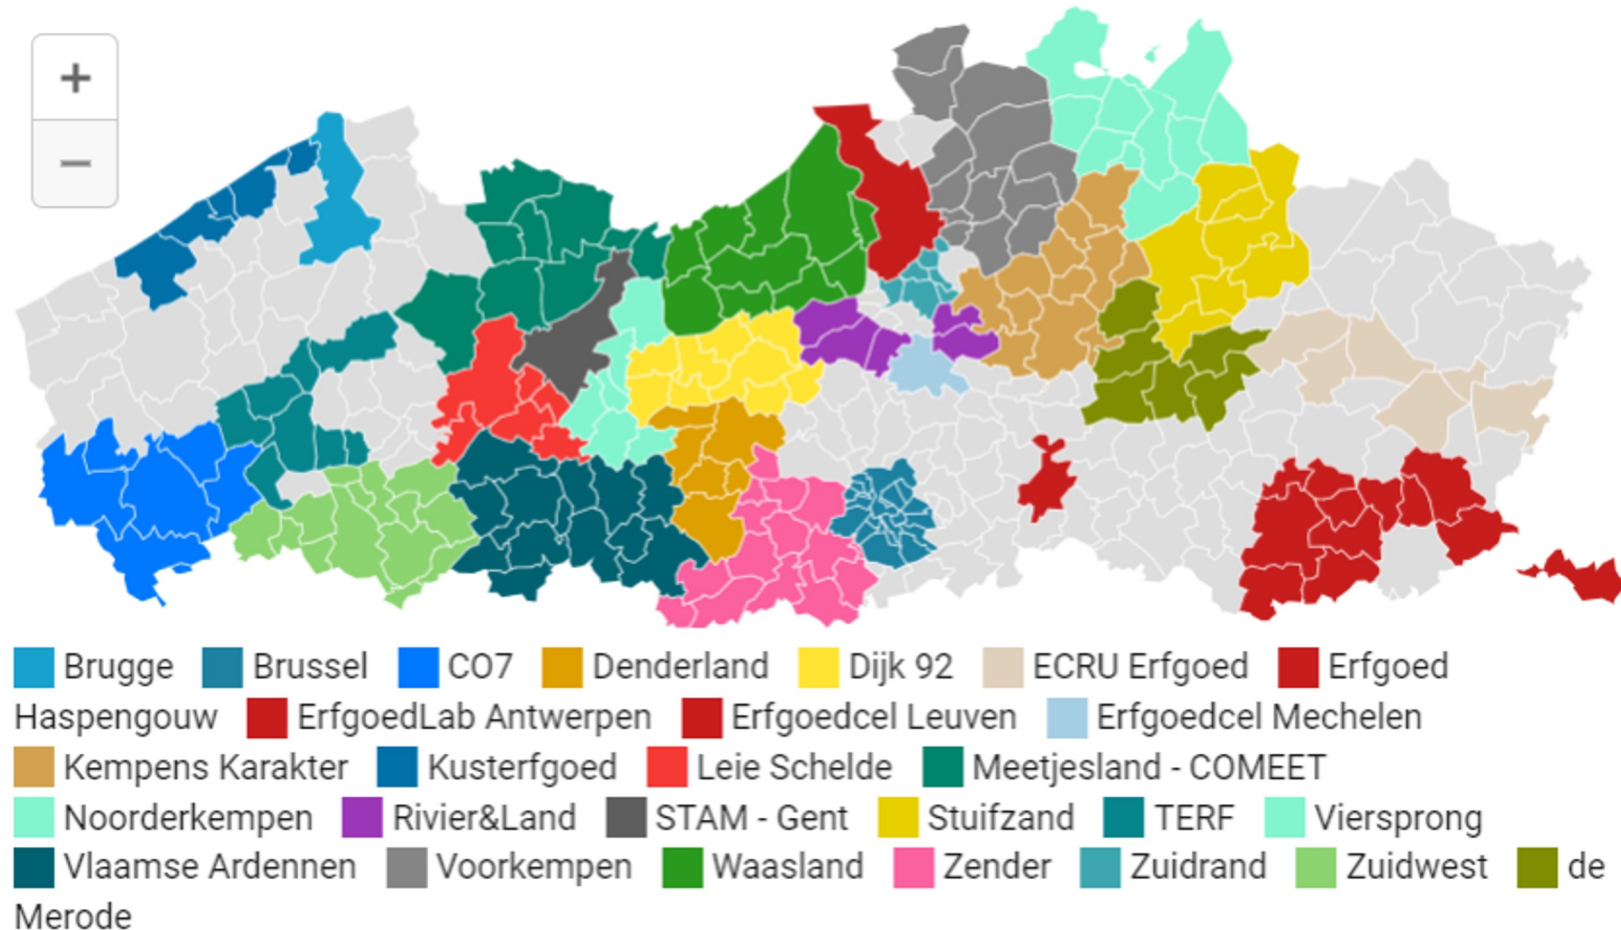 +
−
Brugge Brussel CO7 Denderland Dijk 92 ECRU Erfgoed Erfgoed
Haspengouw ErfgoedLab Antwerpen Erfgoedcel Leuven Erfgoedcel Mechelen
Kempens Karakter Kusterfgoed Leie Schelde Meetjesland - COMEET
Noorderkempen Rivier&Land STAM - Gent Stuifzand TERF Viersprong
Vlaamse Ardennen Voorkempen Waasland Zender Zuidrand Zuidwest de
Merode